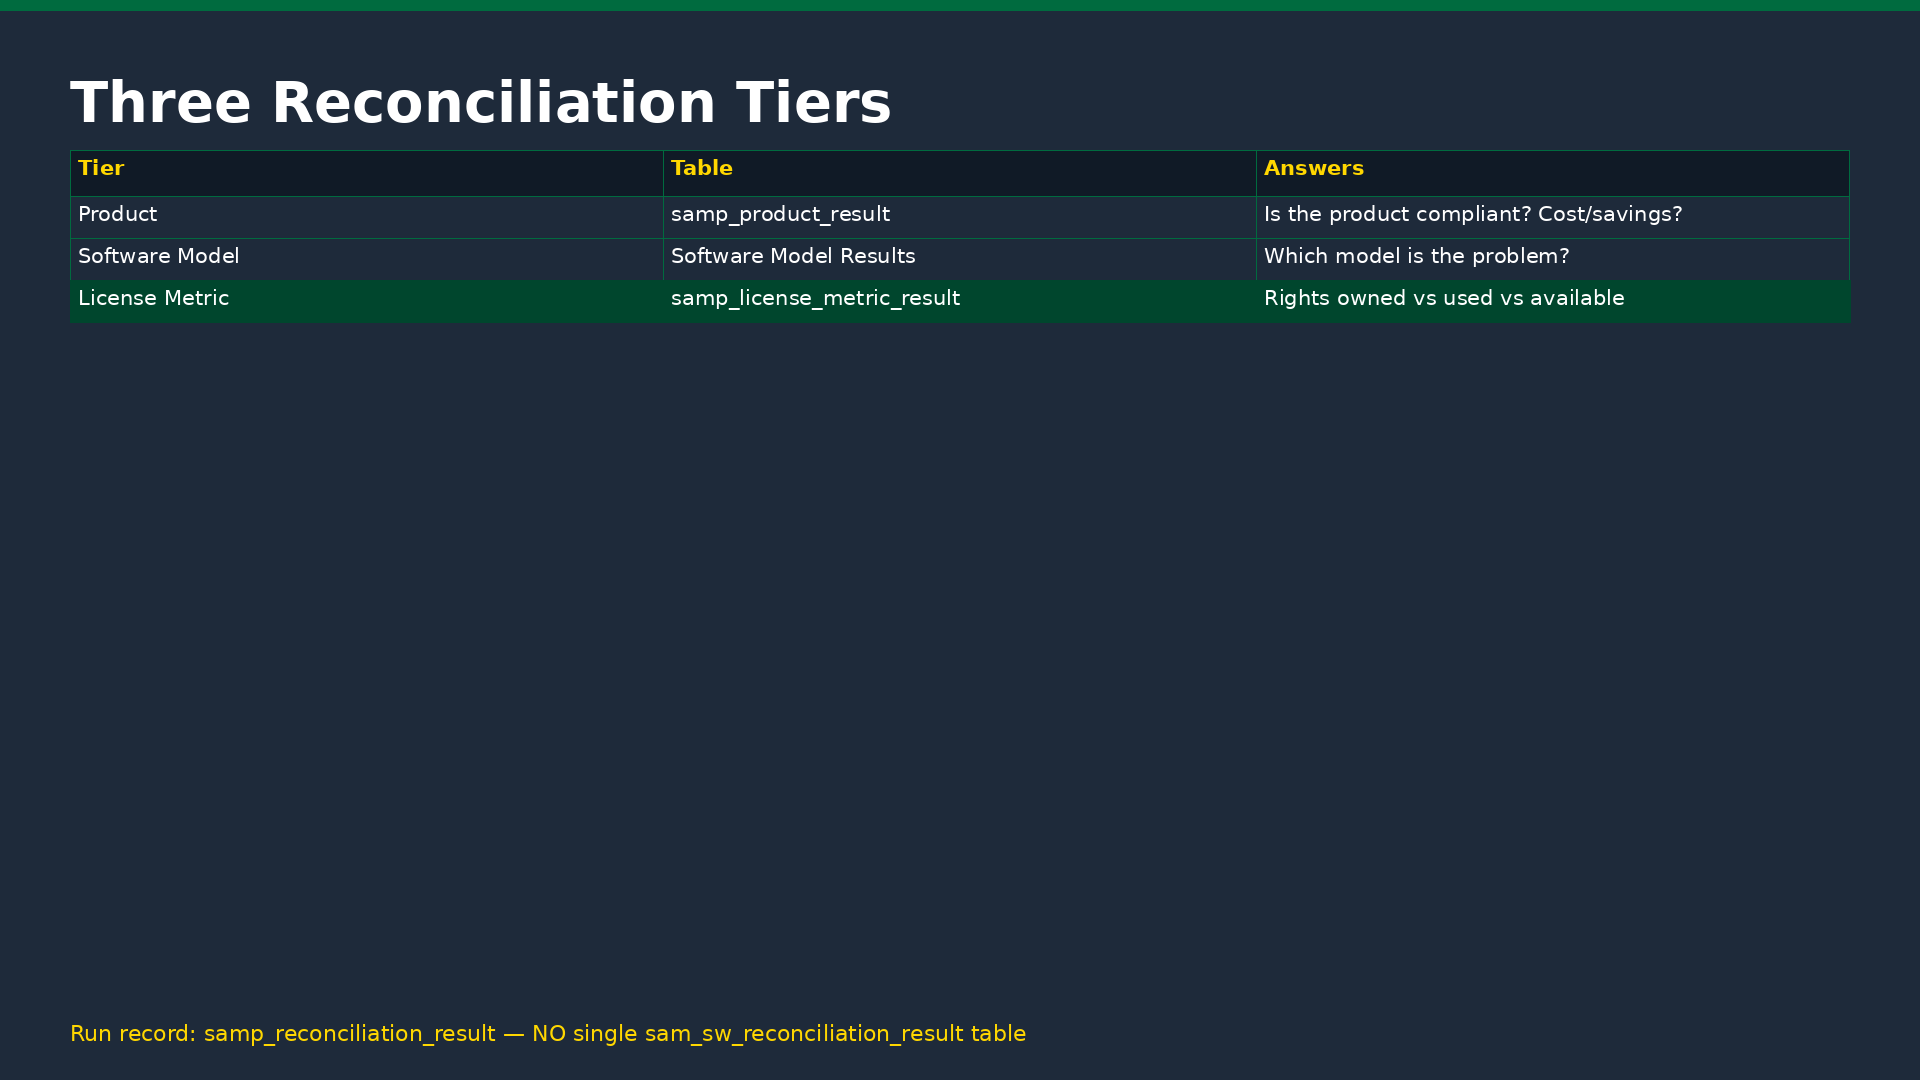 Three Reconciliation Tiers
Tier Table Answers
Product samp_product_result Is the product compliant? Cost/savings?
Software Model Software Model Results Which model is the problem?
License Metric samp_license_metric_result Rights owned vs used vs available
Run record: samp_reconciliation_result — NO single sam_sw_reconciliation_result table